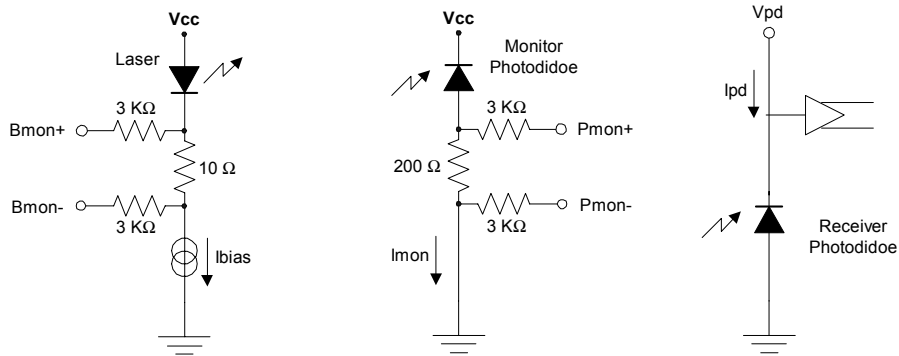 Vcc
Laser
3 KΩ
Bmon+
10 Ω
Bmon-
3 KΩ
Ibias
Vcc
Monitor
Photodidoe
3 KΩ
Pmon+
200 Ω
Pmon-
3 KΩ
Imon
Vpd
Ipd
Receiver
Photodidoe